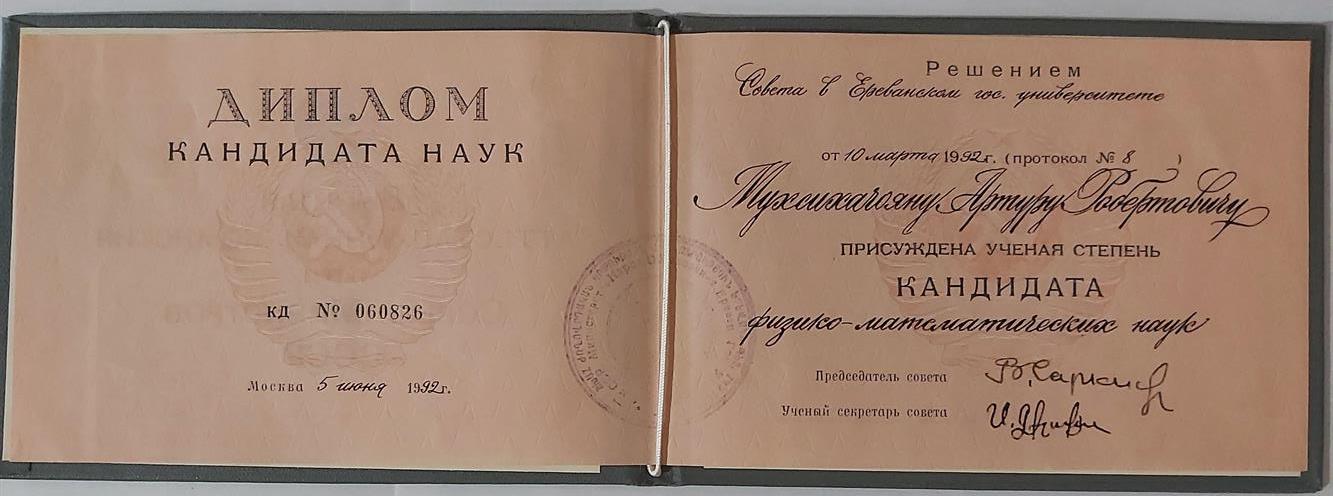 ДИПЛОМ
КАНДИДАТА НАУК
КД № 060826
Москва 5 июня 1992 г.
Решением
Совета в Ереванском гос. университете
от 10 марта 1992 г. (протокол № 8 )
Артуру Робертовичу
ПРИСУЖДЕНА УЧЕНАЯ СТЕПЕНЬ
КАНДИДАТА
физико-математических наук
Председатель совета
Ученый секретарь совета